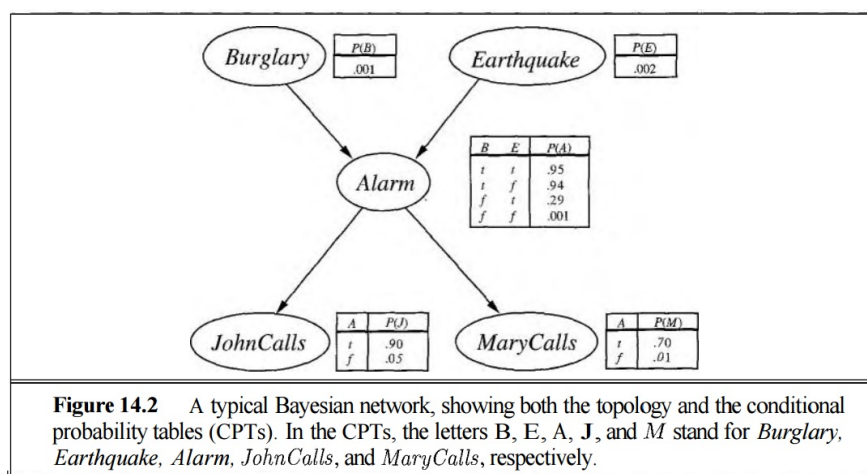 Burglary
P(B)
.001
Earthquake
P(E)
.002
Alarm
B E P(A)
t t .95
t f .94
f t .29
f f .001
JohnCalls
A P(J)
t .90
f .05
MaryCalls
A P(M)
t .70
f .01
Figure 14.2 A typical Bayesian network, showing both the topology and the conditional
probability tables (CPTs). In the CPTs, the letters B, E, A, J, and M stand for Burglary,
Earthquake, Alarm, JohnCalls, and MaryCalls, respectively.